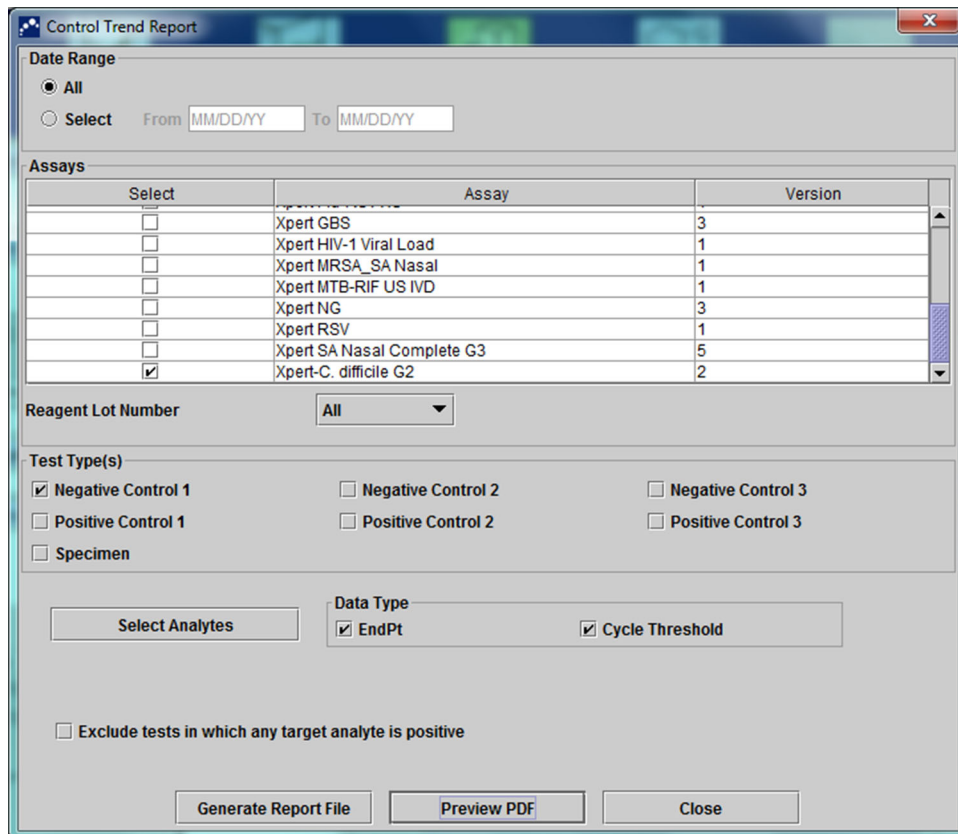 Control Trend Report
Date Range
All
Select From MM/DD/YY To MM/DD/YY
Assays
Select Assay Version
Xpert GBS 3
Xpert HIV-1 Viral Load 1
Xpert MRSA_SA Nasal 1
Xpert MTB-RIF US IVD 1
Xpert NG 3
Xpert RSV 1
Xpert SA Nasal Complete G3 5
Xpert-C. difficile G2 2
Reagent Lot Number All
Test Type(s)
Negative Control 1 Negative Control 2 Negative Control 3
Positive Control 1 Positive Control 2 Positive Control 3
Specimen
Select Analytes
Data Type
EndPt Cycle Threshold
Exclude tests in which any target analyte is positive
Generate Report File Preview PDF Close